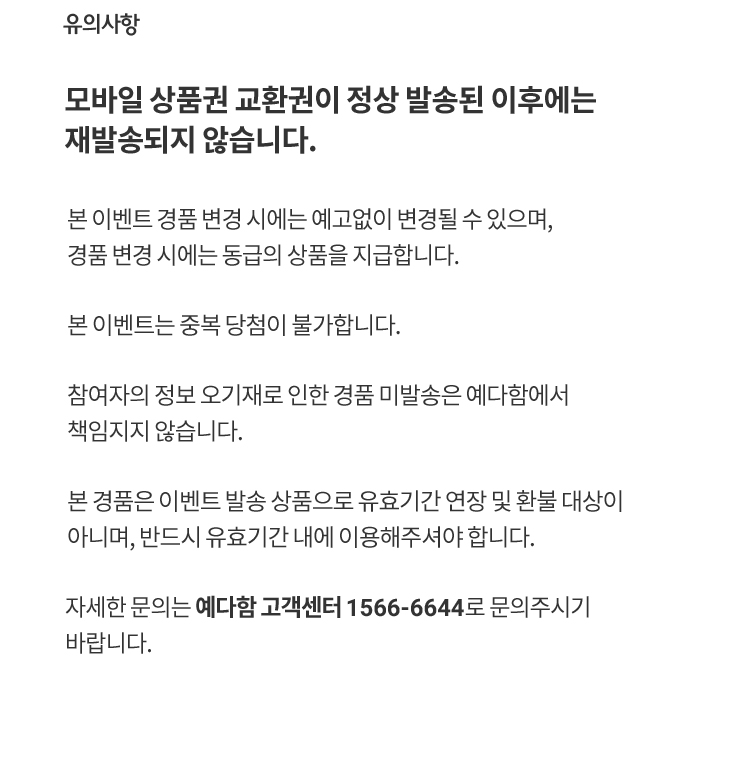 유의사항
모바일 상품권 교환권이 정상 발송된 이후에는
재발송되지 않습니다.
본 이벤트 경품 변경 시에는 예고없이 변경될 수 있으며,
경품 변경 시에는 동급의 상품을 지급합니다.
본 이벤트는 중복 당첨이 불가합니다.
참여자의 정보 오기재로 인한 경품 미발송은 예다함에서
책임지지 않습니다.
본 경품은 이벤트 발송 상품으로 유효기간 연장 및 환불 대상이
아니며, 반드시 유효기간 내에 이용해주셔야 합니다.
자세한 문의는 예다함 고객센터 1566-6644로 문의주시기
바랍니다.